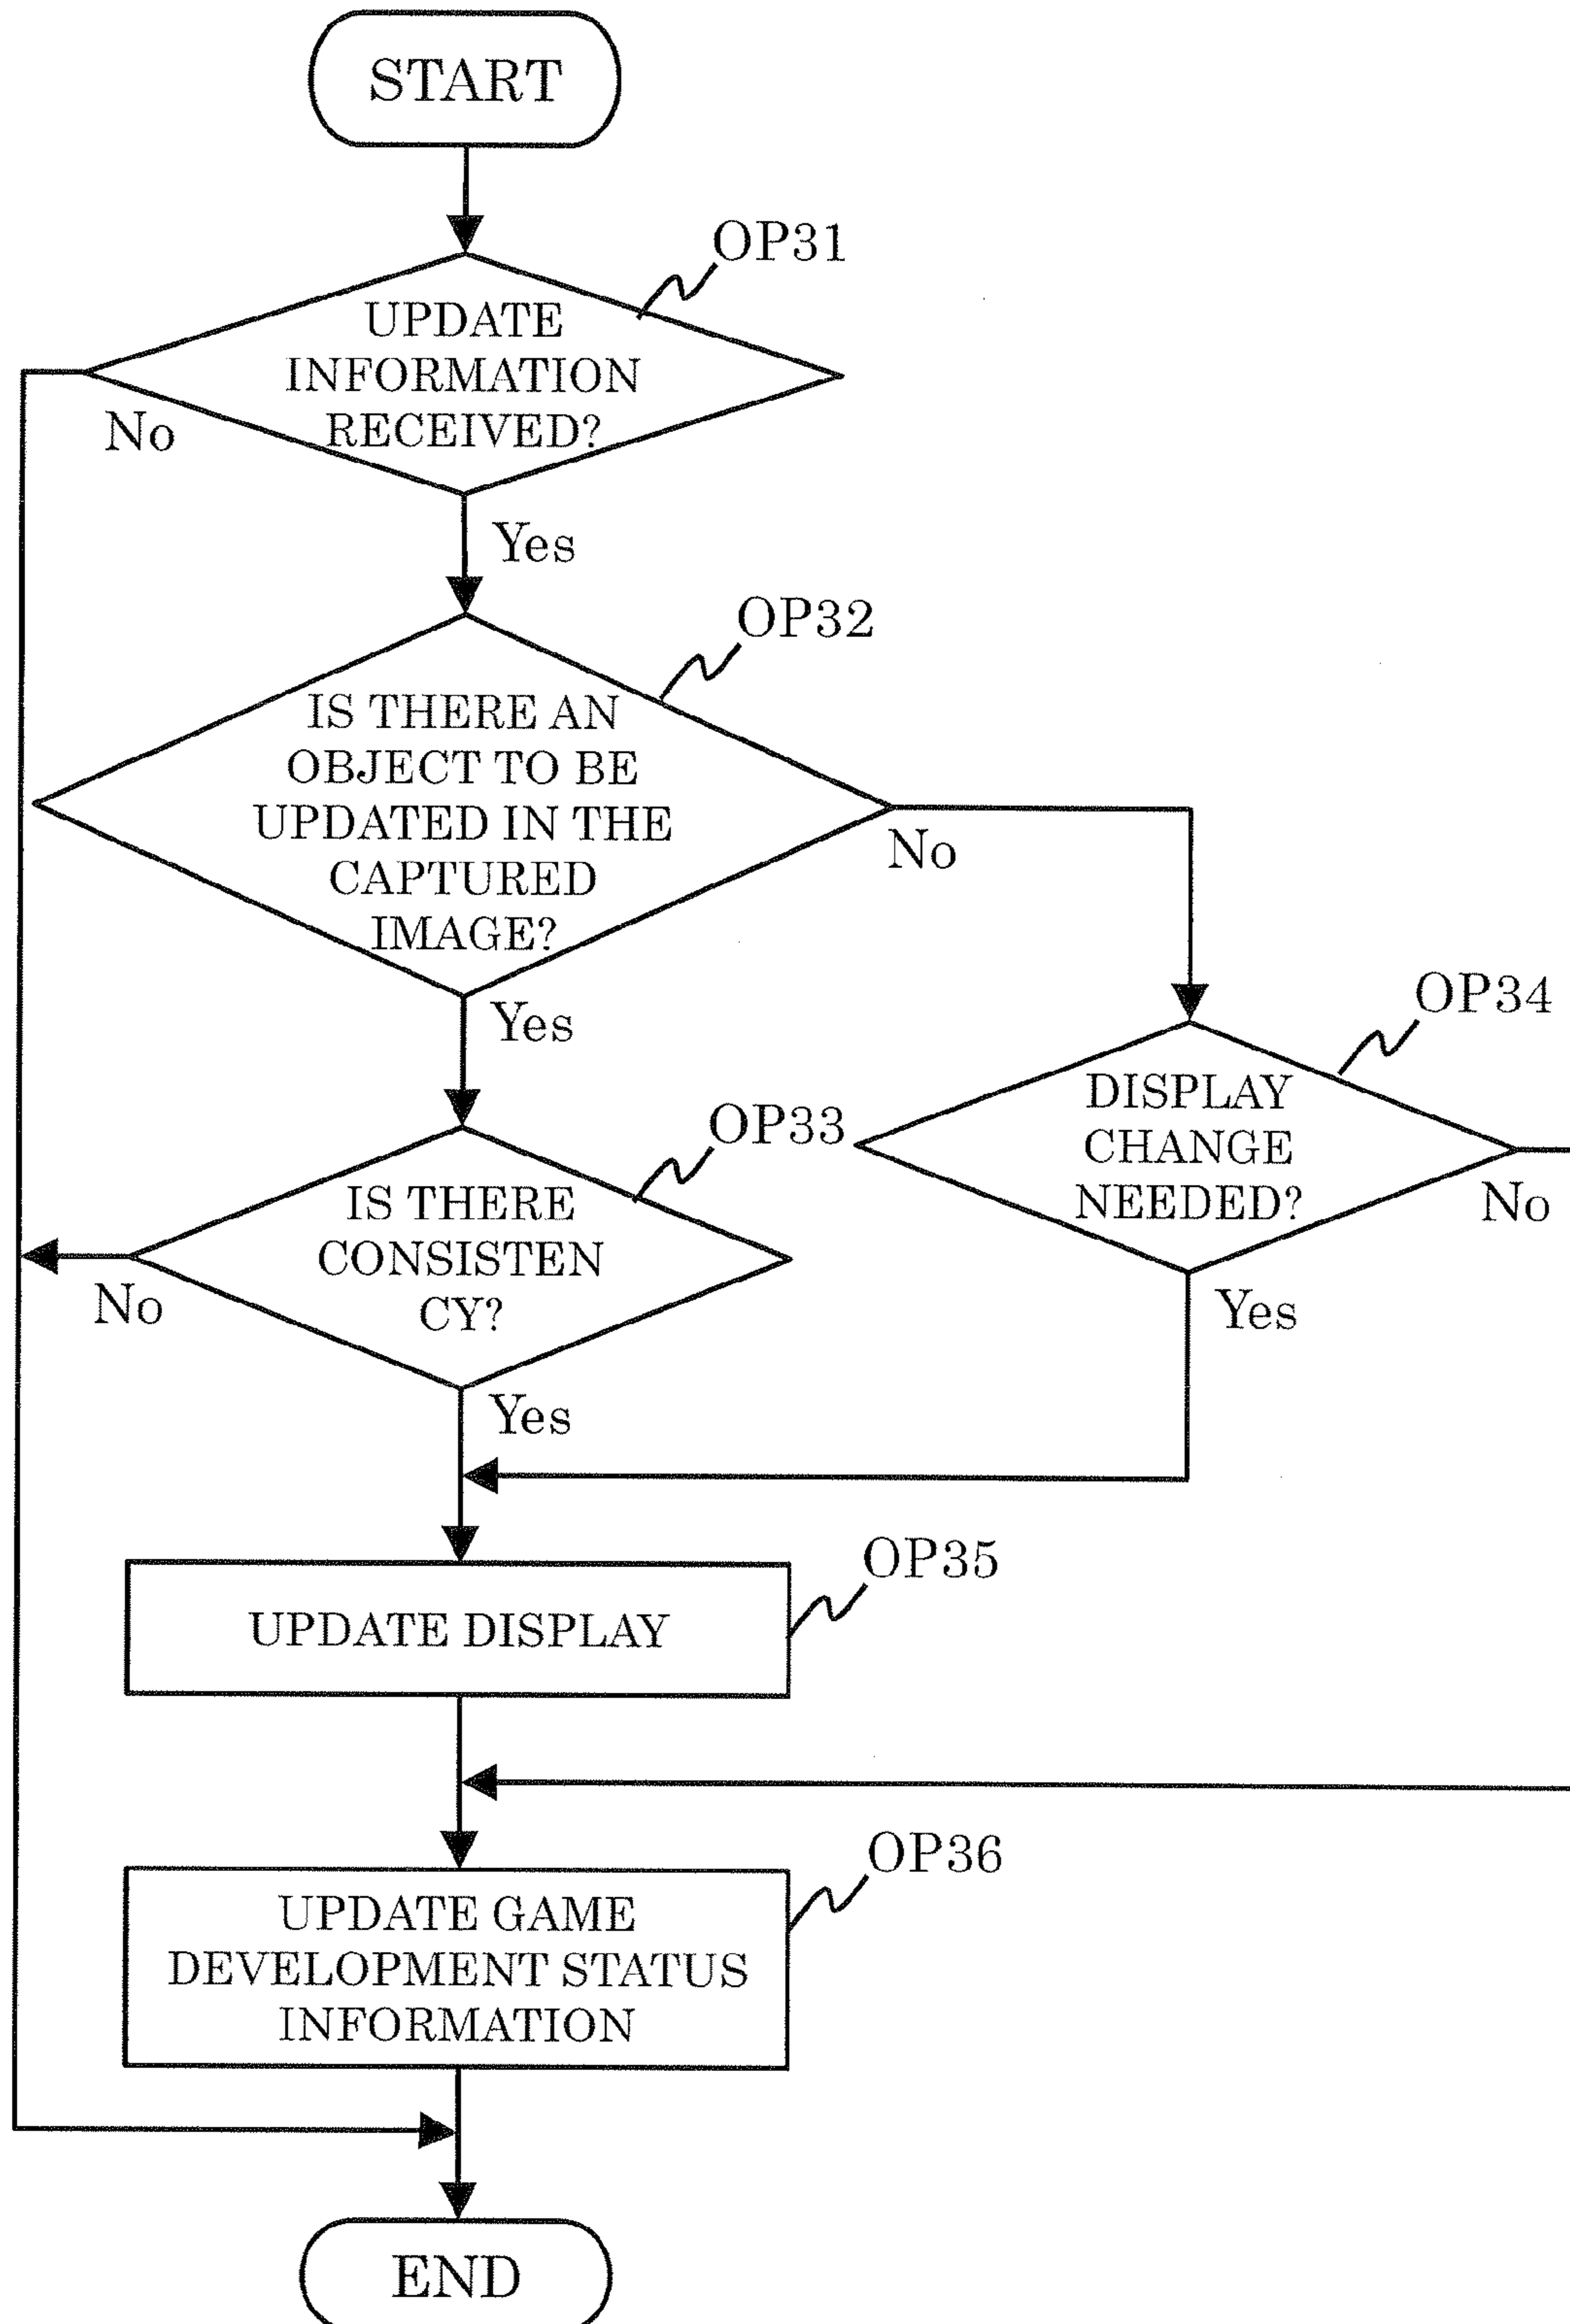 START
OP31
UPDATE
INFORMATION
RECEIVED?
No
Yes
OP32
IS THERE AN
OBJECT TO BE
UPDATED IN THE
CAPTURED
IMAGE?
No
Yes
OP34
DISPLAY
CHANGE
NEEDED?
No
Yes
OP33
IS THERE
CONSISTEN
CY?
No
Yes
OP35
UPDATE DISPLAY
OP36
UPDATE GAME
DEVELOPMENT STATUS
INFORMATION
END